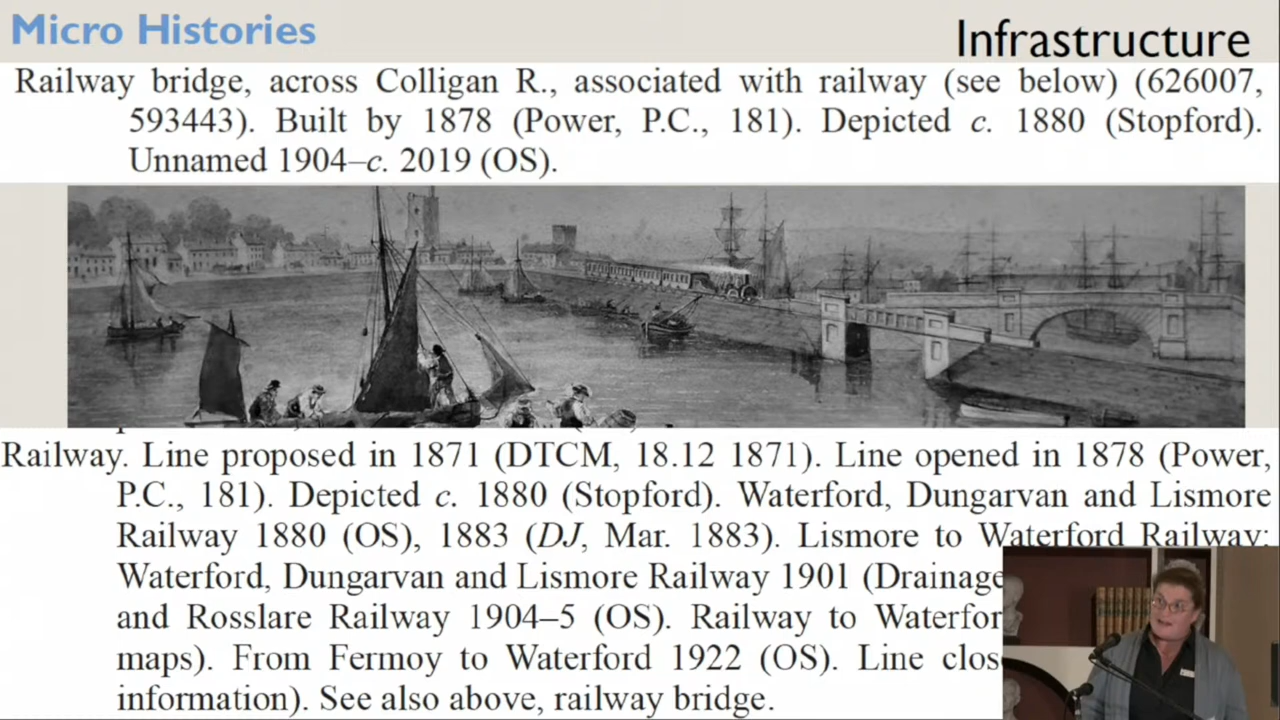 Micro Histories
Infrastructure
Railway bridge, across Colligan R., associated with railway (see below) (626007,
593443). Built by 1878 (Power, P.C., 181). Depicted c. 1880 (Stopford).
Unnamed 1904–c. 2019 (OS).
Railway. Line proposed in 1871 (DTCM, 18.12 1871). Line opened in 1878 (Power,
P.C., 181). Depicted c. 1880 (Stopford). Waterford, Dungarvan and Lismore
Railway 1880 (OS), 1883 (DJ, Mar. 1883). Lismore to Waterford Railway;
Waterford, Dungarvan and Lismore Railway 1901 (Drainage
and Rosslare Railway 1904–5 (OS). Railway to Waterfor
maps). From Fermoy to Waterford 1922 (OS). Line clos
information). See also above, railway bridge.